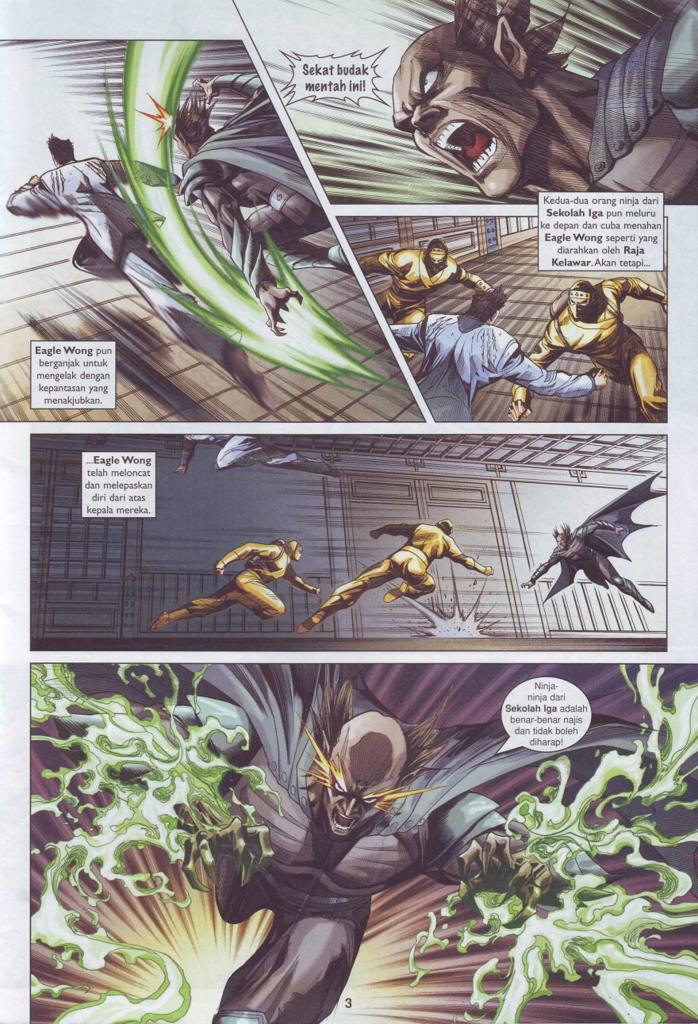 Eagle Wong pun
berganjak untuk
mengelak dengan
kepantasan yang
menakjubkan.
Sekat budak
mentah ini!
Kedua-dua orang ninja dari
Sekolah Iga pun meluru
ke depan dan cuba menahan
Eagle Wong seperti yang
diarahkan oleh Raja
Kelawar. Akan tetapi...
...Eagle Wong
telah meloncat
dan melepaskan
diri dari atas
kepala mereka.
Ninja-
ninja dari
Sekolah Iga adalah
benar-benar najis
dan tidak boleh
diharap!
3